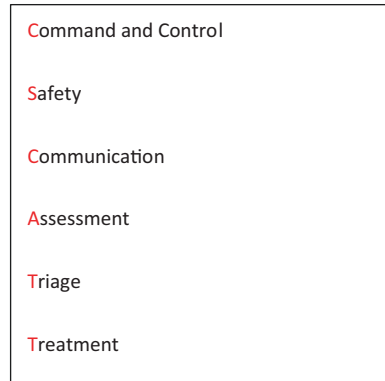 Command and Control
Safety
Communication
Assessment
Triage
Treatment